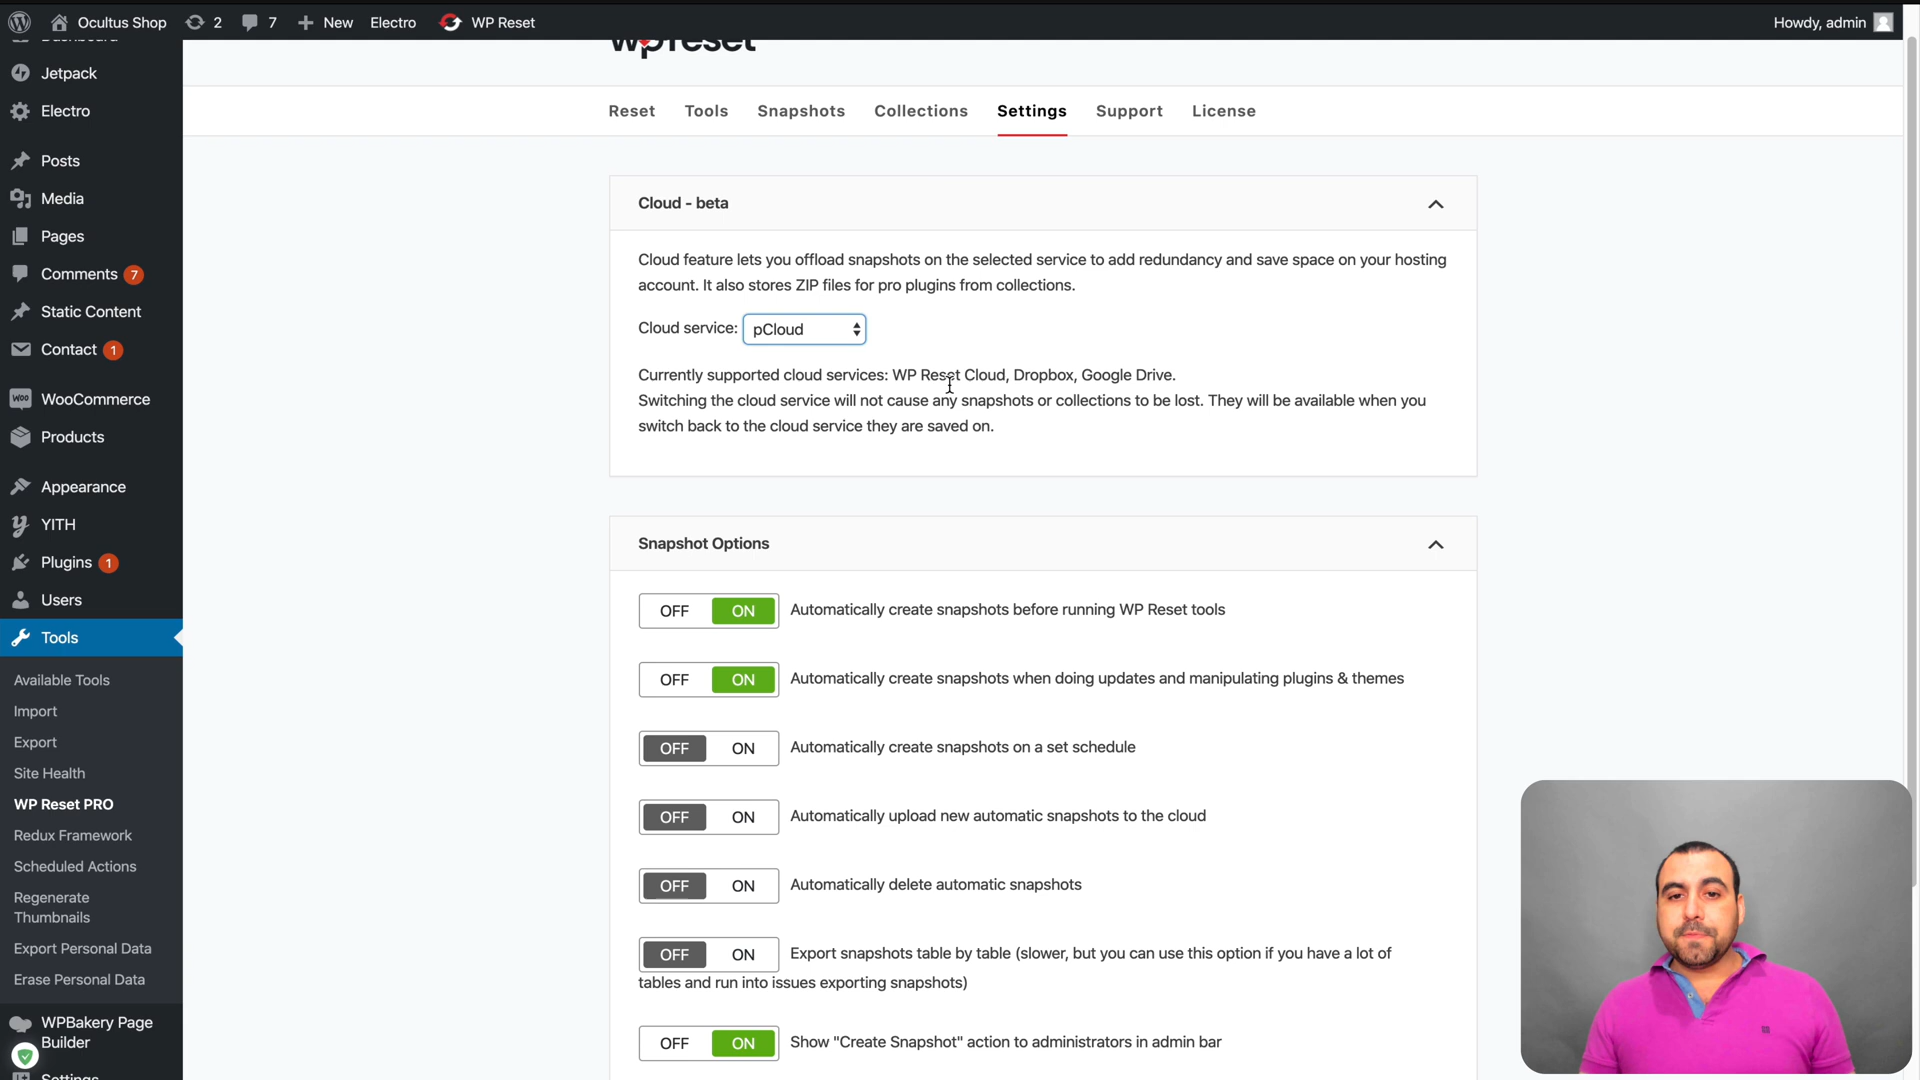 Ocultus Shop 2 7 New Electro WP Reset Howdy, admin
Dashboard
wpreset
Jetpack
Electro
Posts
Media
Pages
Comments 7
Static Content
Contact 1
WOO WooCommerce
Products
Appearance
YITH
Plugins 1
Users
Tools
Available Tools
Import
Export
Site Health
WP Reset PRO
Redux Framework
Scheduled Actions
Regenerate
Thumbnails
Export Personal Data
Erase Personal Data
WPBakery Page
Builder
Settings
Reset Tools Snapshots Collections Settings Support License
Cloud - beta
Cloud feature lets you offload snapshots on the selected service to add redundancy and save space on your hosting
account. It also stores ZIP files for pro plugins from collections.
Cloud service: pCloud
Currently supported cloud services: WP Reset Cloud, Dropbox, Google Drive.
Switching the cloud service will not cause any snapshots or collections to be lost. They will be available when you
switch back to the cloud service they are saved on.
Snapshot Options
OFF ON Automatically create snapshots before running WP Reset tools
OFF ON Automatically create snapshots when doing updates and manipulating plugins & themes
OFF ON Automatically create snapshots on a set schedule
OFF ON Automatically upload new automatic snapshots to the cloud
OFF ON Automatically delete automatic snapshots
OFF ON Export snapshots table by table (slower, but you can use this option if you have a lot of
tables and run into issues exporting snapshots)
OFF ON Show "Create Snapshot" action to administrators in admin bar